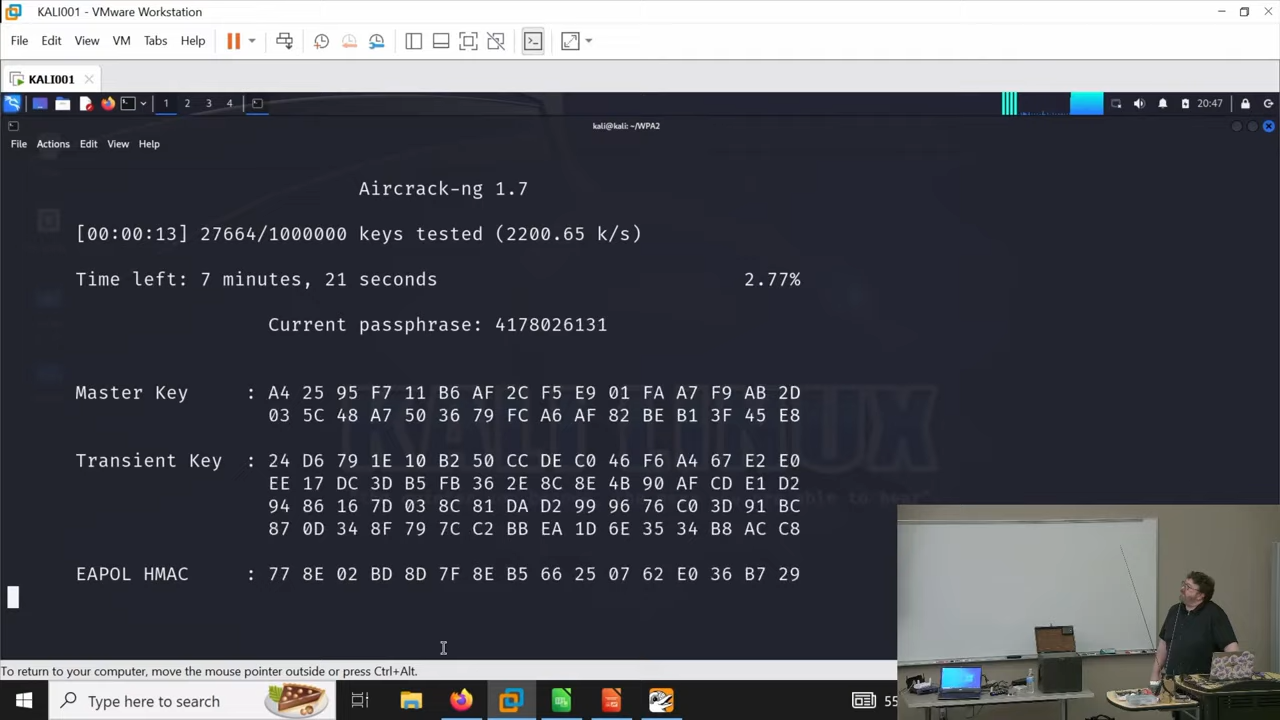 KALI001 - VMware Workstation
File Edit View VM Tabs Help
KALI001
1 2 3 4 20:47
kali@kali: ~/WPA2
File Actions Edit View Help
Aircrack-ng 1.7
[00:00:13] 27664/1000000 keys tested (2200.65 k/s)
Time left: 7 minutes, 21 seconds 2.77%
Current passphrase: 4178026131
Master Key : A4 25 95 F7 11 B6 AF 2C F5 E9 01 FA A7 F9 AB 2D
03 5C 48 A7 50 36 79 FC A6 AF 82 BE B1 3F 45 E8
Transient Key : 24 D6 79 1E 10 B2 50 CC DE C0 46 F6 A4 67 E2 E0
EE 17 DC 3D B5 FB 36 2E 8C 8E 4B 90 AF CD E1 D2
94 86 16 7D 03 8C 81 DA D2 99 96 76 C0 3D 91 BC
87 0D 34 8F 79 7C C2 BB EA 1D 6E 35 34 B8 AC C8
EAPOL HMAC : 77 8E 02 BD 8D 7F 8E B5 66 25 07 62 E0 36 B7 29
KALI LINUX
able to hear"
To return to your computer, move the mouse pointer outside or press Ctrl+Alt.
Type here to search
55